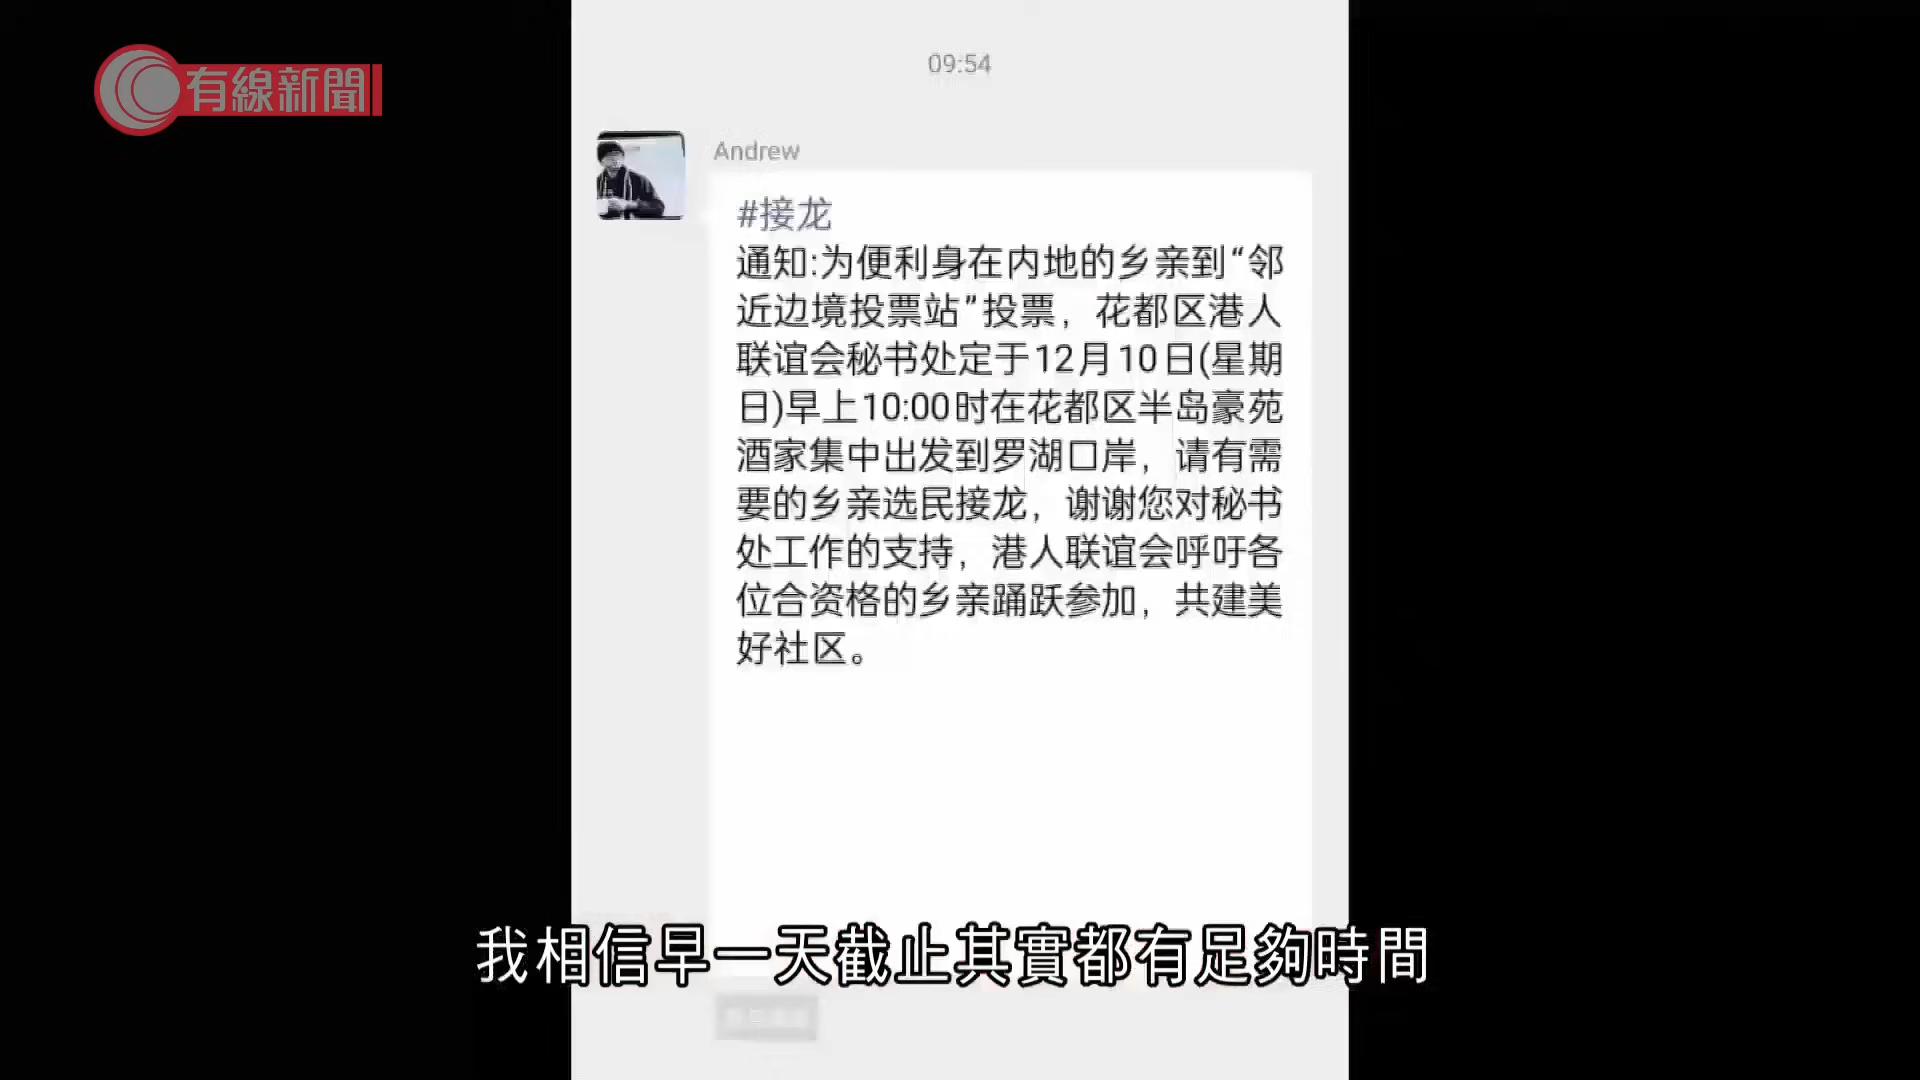 有線新聞
09:54
Andrew
#接龙
通知:为便利身在内地的乡亲到“邻
近边境投票站”投票，花都区港人
联谊会秘书处定于12月10日(星期
日)早上10:00时在花都区半岛豪苑
酒家集中出发到罗湖口岸，请有需
要的乡亲选民接龙，谢谢您对秘书
处工作的支持，港人联谊会呼吁各
位合资格的乡亲踊跃参加，共建美
好社区。
我相信早一天截止其實都有足夠時間